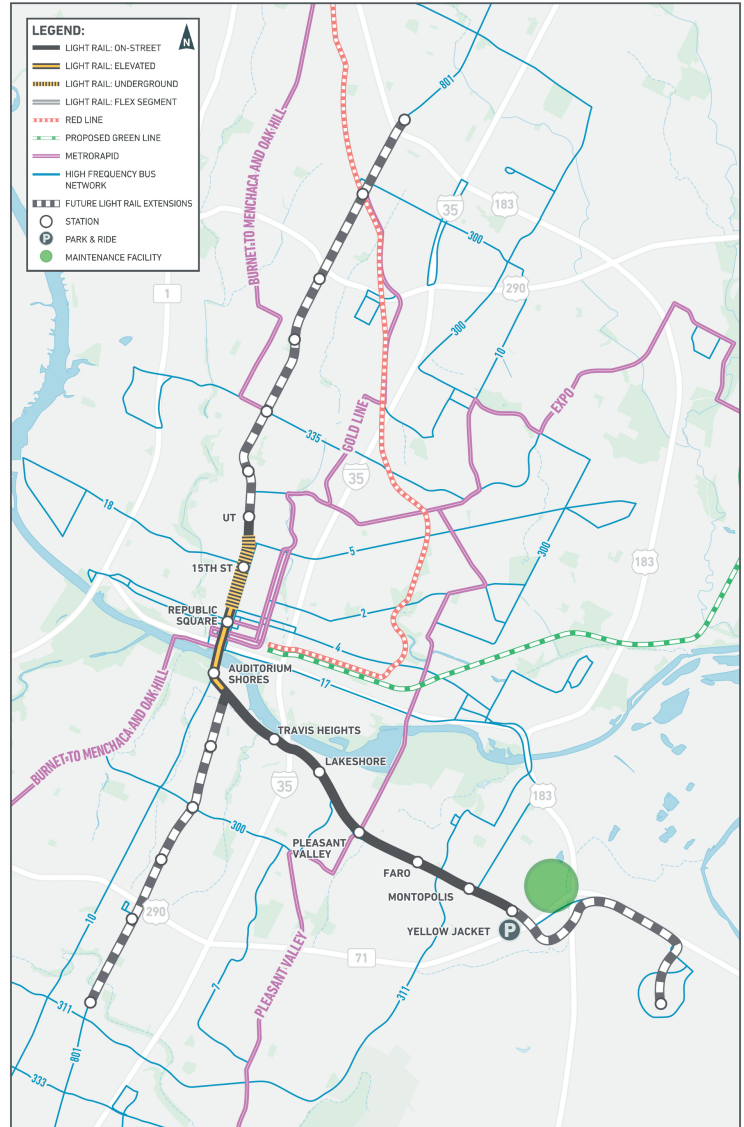 LEGEND:
N
LIGHT RAIL: ON-STREET
LIGHT RAIL: ELEVATED
LIGHT RAIL: UNDERGROUND
LIGHT RAIL: FLEX SEGMENT
RED LINE
PROPOSED GREEN LINE
METRORAPID
HIGH FREQUENCY BUS
NETWORK
FUTURE LIGHT RAIL EXTENSIONS
STATION
P
PARK & RIDE
MAINTENANCE FACILITY
801
BURNET:TO MENCHACA AND OAK HILL
35
183
300
290
1
300
10
EXPO
GOLD LINE
335
35
18
UT
5
300
183
15TH ST
2
REPUBLIC
SQUARE
4
AUDITORIUM
SHORES
17
BURNET:TO MENCHACA AND OAK HILL
TRAVIS HEIGHTS
LAKESHORE
35
183
300
PLEASANT
VALLEY
FARO
MONTOPOLIS
10
290
YELLOW JACKET
P
71
PLEASANT VALLEY
7
311
311
801
333